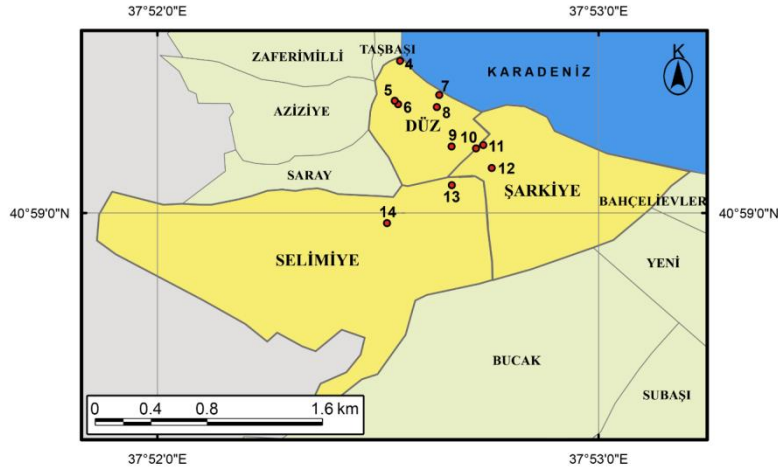 37°52'0"E
37°53'0"E
ZAFERİMİLLİ
TAŞBAŞI
4
K
KARADENİZ
5
6
7
8
AZİZİYE
DÜZ
9
10
11
SARAY
12
13
ŞARKİYE
BAHÇELİEVLER
40°59'0"N
40°59'0"N
14
SELİMİYE
YENİ
BUCAK
SUBAŞI
0 0.4 0.8 1.6 km
37°52'0"E
37°53'0"E